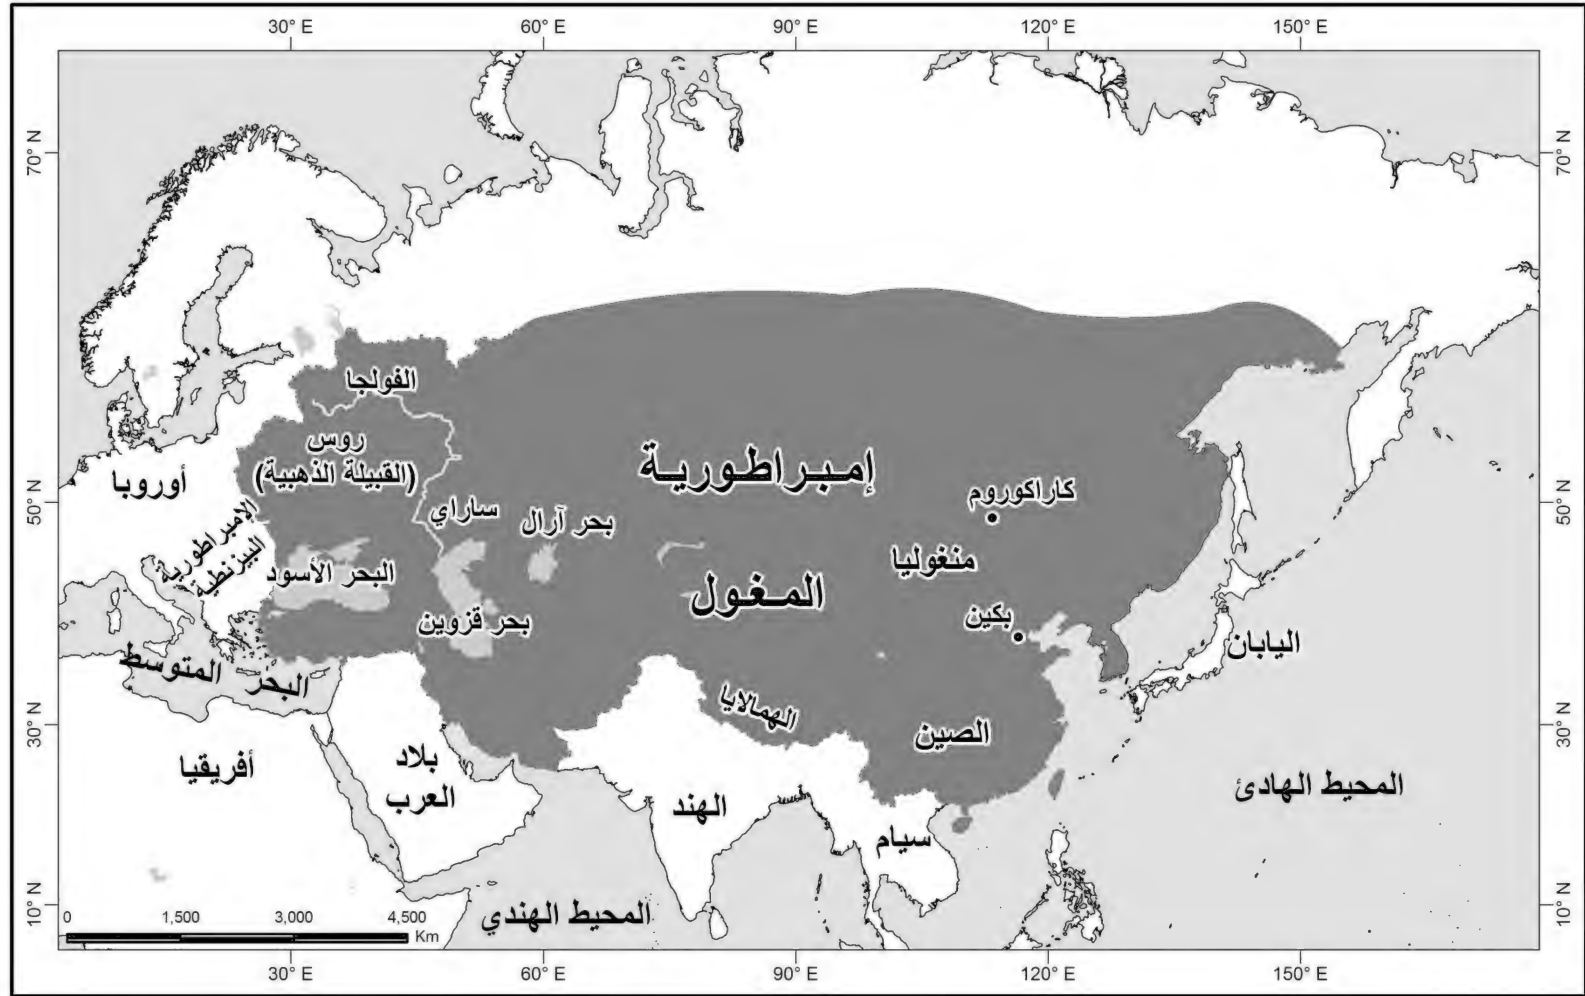 30° E 60° E 90° E 120° E 150° E
70° N
70° N
الفولجا
روس
(القبيلة الذهبية)
إمبراطورية
أوروبا
كاراكوروم
50° N
50° N
ساراي
بحر آرال
الامبراطورية
البيزنطية
منغوليا
البحر الأسود
المغول
بحر قزوين
بكين
اليابان
البحر المتوسط
الهمالايا
الصين
30° N
30° N
أفريقيا
بلاد
العرب
الهند
المحيط الهادئ
سيام
10° N
10° N
المحيط الهندي
0 1,500 3,000 4,500
Km
30° E 60° E 90° E 120° E 150° E